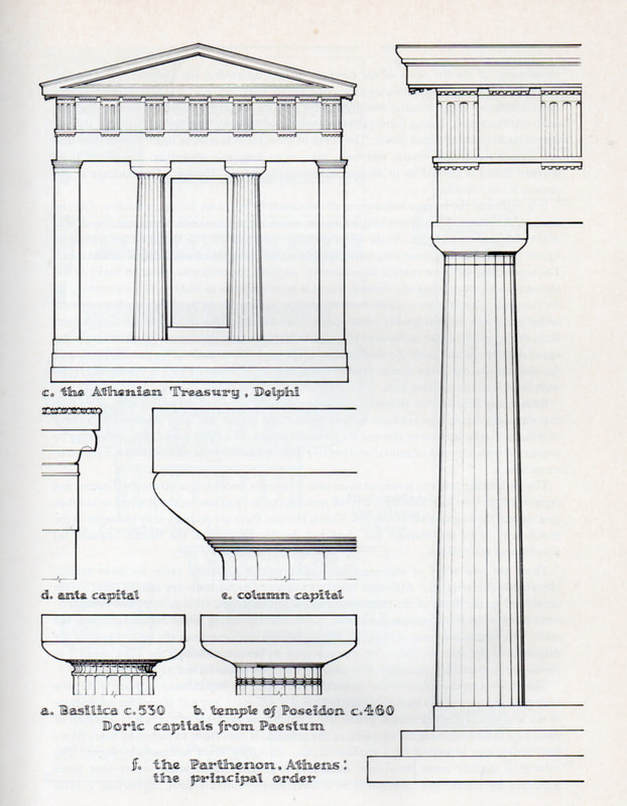 c. the Athenian Treasury, Delphi
d. anta capital
e. column capital
a. Basilica c.530
b. temple of Poseidon c.460
Doric capitals from Paestum
f. the Parthenon, Athens:
the principal order